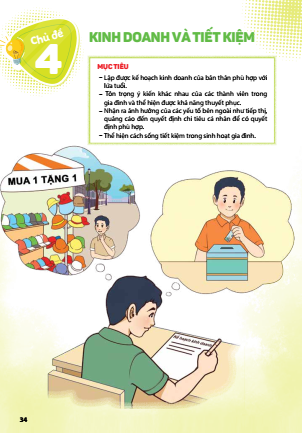 Chủ đề
4
KINH DOANH VÀ TIẾT KIỆM
MỤC TIÊU
– Lập được kế hoạch kinh doanh của bản thân phù hợp với
lứa tuổi.
– Tôn trọng ý kiến khác nhau của các thành viên trong
gia đình và thể hiện được khả năng thuyết phục.
– Nhận ra ảnh hưởng của các yếu tố bên ngoài như tiếp thị,
quảng cáo đến quyết định chi tiêu cá nhân để có quyết
định phù hợp.
– Thể hiện cách sống tiết kiệm trong sinh hoạt gia đình.
MUA 1 TẶNG 1
Kế hoạch kinh doanh
34